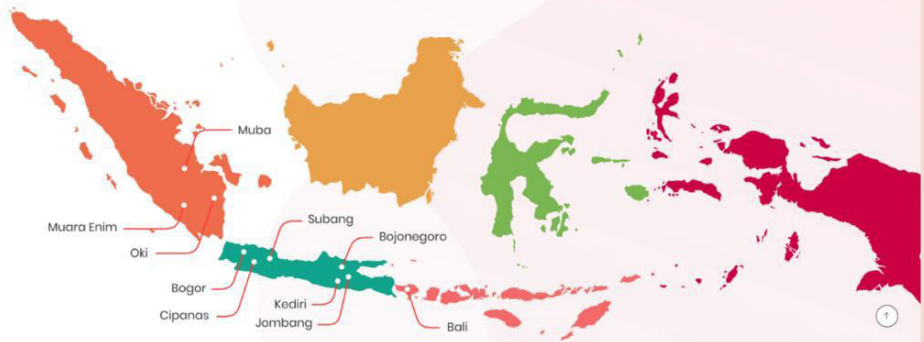 Muba
Muara Enim
Oki
Subang
Bojonegoro
Bogor
Cipanas
Kediri
Jombang
Bali